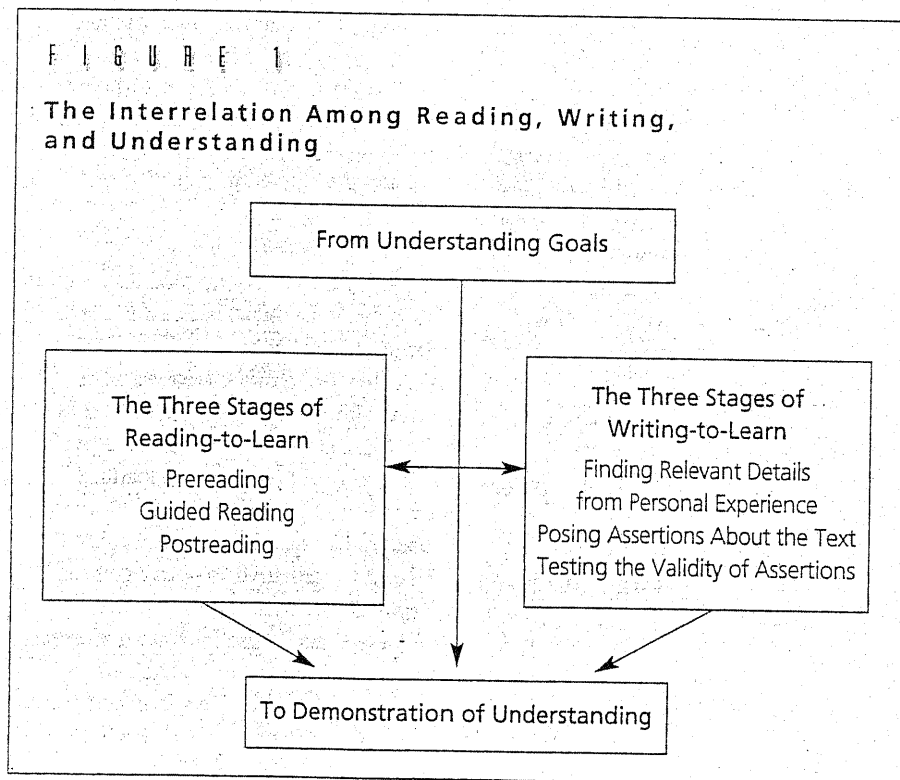 FIGURE 1
The Interrelation Among Reading, Writing,
and Understanding
From Understanding Goals
The Three Stages of
Reading-to-Learn
Prereading
Guided Reading
Postreading
The Three Stages of
Writing-to-Learn
Finding Relevant Details
from Personal Experience
Posing Assertions About the Text
Testing the Validity of Assertions
To Demonstration of Understanding